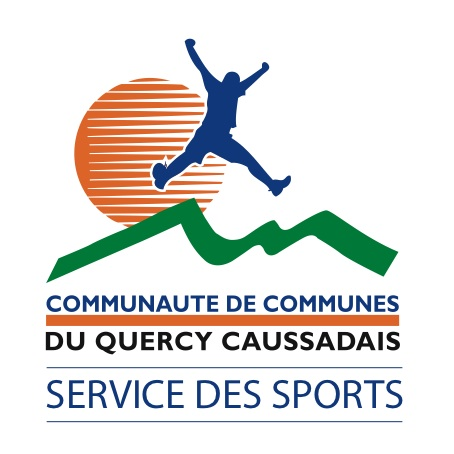 COMMUNAUTE DE COMMUNES
DU QUERCY CAUSSADAIS
SERVICE DES SPORTS